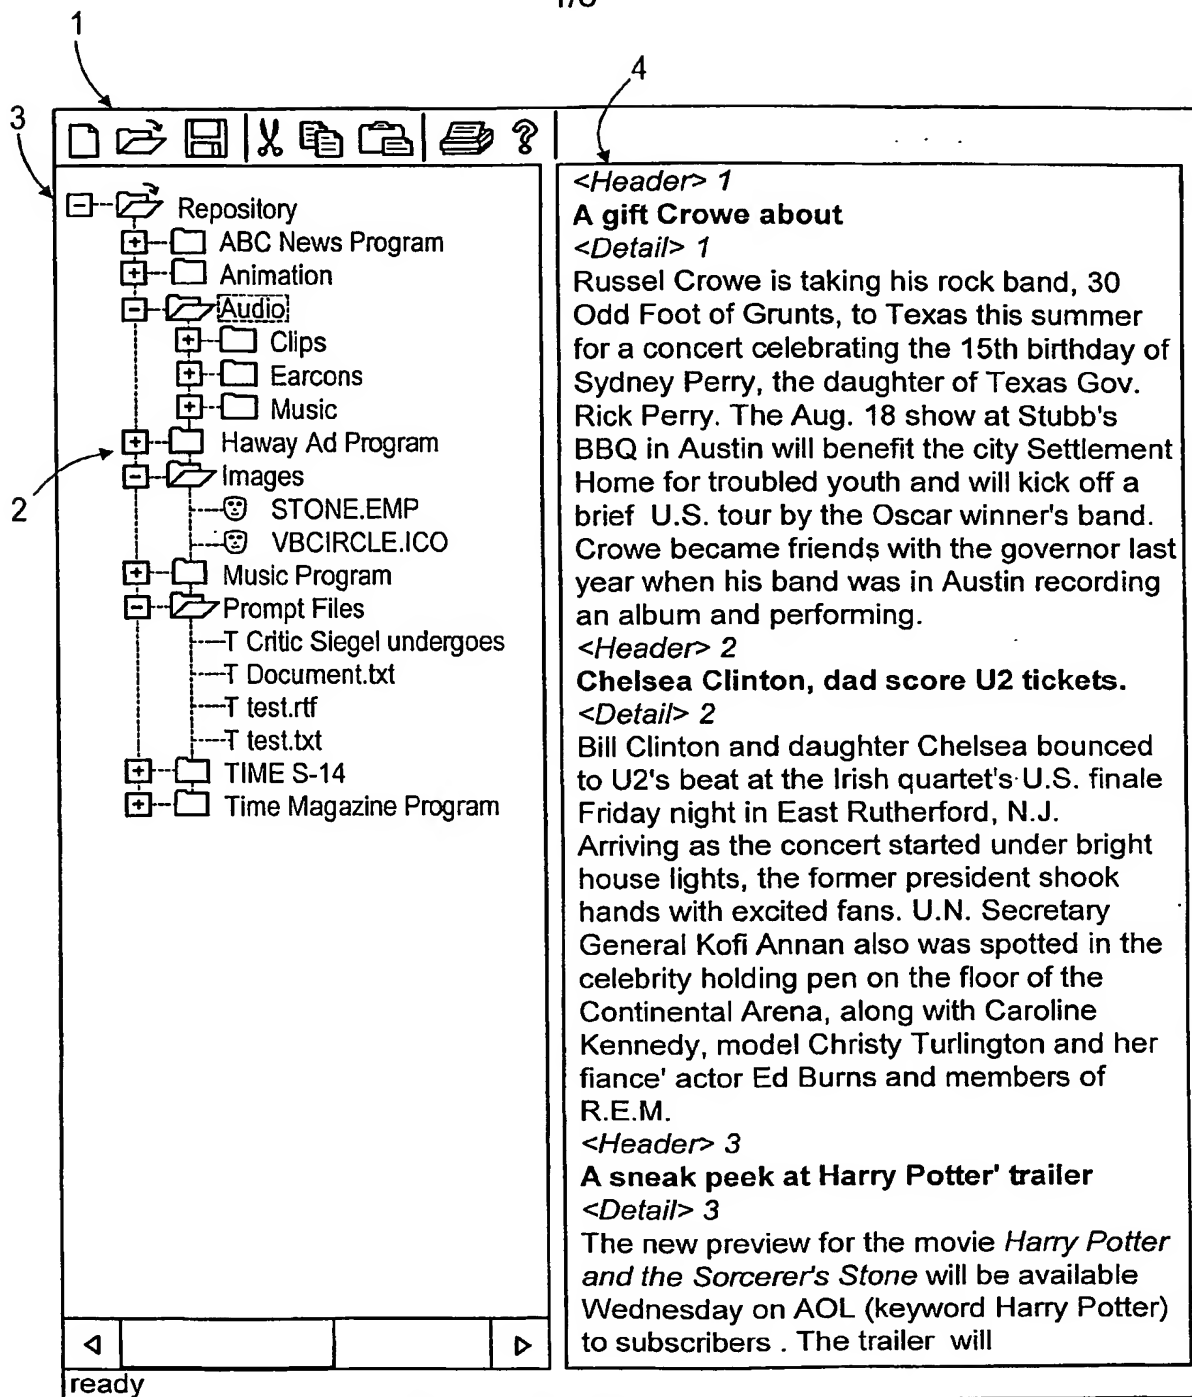 1
4
3
<Header> 1
Repository
A gift Crowe about
ABC News Program
<Detail> 1
Animation
Russel Crowe is taking his rock band, 30
Audio
Odd Foot of Grunts, to Texas this summer
Clips
for a concert celebrating the 15th birthday of
Earcons
Sydney Perry, the daughter of Texas Gov.
Music
Rick Perry. The Aug. 18 show at Stubb's
Haway Ad Program
BBQ in Austin will benefit the city Settlement
Images
Home for troubled youth and will kick off a
2
STONE.EMP
brief U.S. tour by the Oscar winner's band.
VBCIRCLE.ICO
Crowe became friends with the governor last
Music Program
year when his band was in Austin recording
Prompt Files
an album and performing.
T Critic Siegel undergoes
<Header> 2
T Document.txt
Chelsea Clinton, dad score U2 tickets.
T test.rtf
<Detail> 2
T test.txt
Bill Clinton and daughter Chelsea bounced
TIME S-14
to U2's beat at the Irish quartet's U.S. finale
Time Magazine Program
Friday night in East Rutherford, N.J.
Arriving as the concert started under bright
house lights, the former president shook
hands with excited fans. U.N. Secretary
General Kofi Annan also was spotted in the
celebrity holding pen on the floor of the
Continental Arena, along with Caroline
Kennedy, model Christy Turlington and her
fiance' actor Ed Burns and members of
R.E.M.
<Header> 3
A sneak peek at Harry Potter' trailer
<Detail> 3
The new preview for the movie Harry Potter
and the Sorcerer's Stone will be available
Wednesday on AOL (keyword Harry Potter)
to subscribers . The trailer will
ready